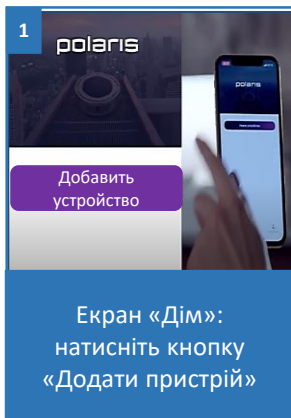 1
polaris
Добавить
устройство
polaris
Екран «Дім»:
натисніть кнопку
«Додати пристрій»